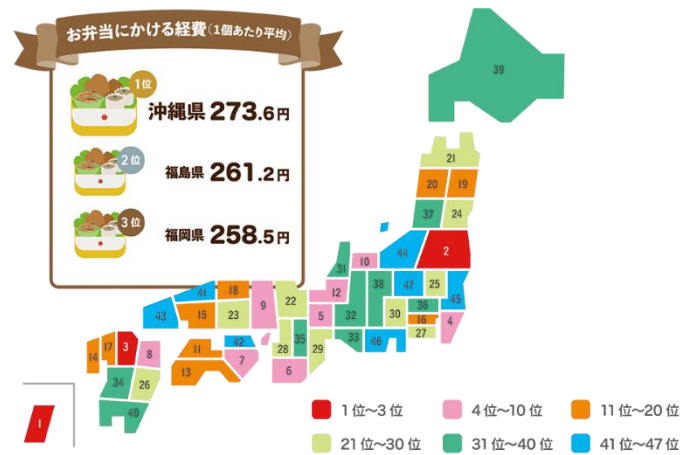 お弁当にかける経費(1個あたり平均)
1位
沖縄県 273.6円
2位
福島県 261.2円
3位
福岡県 258.5円
39
21
20 19
37 24
44 2
31 10 42 25 45
12 38 36
41 18 9 22 5 32 30 16 4
43 15 23 27
42 28 35 29 33 46
14 17 3 8 11 7 6
34 26 13
40
1
1位〜3位 4位〜10位 11位〜20位
21位〜30位 31位〜40位 41位〜47位